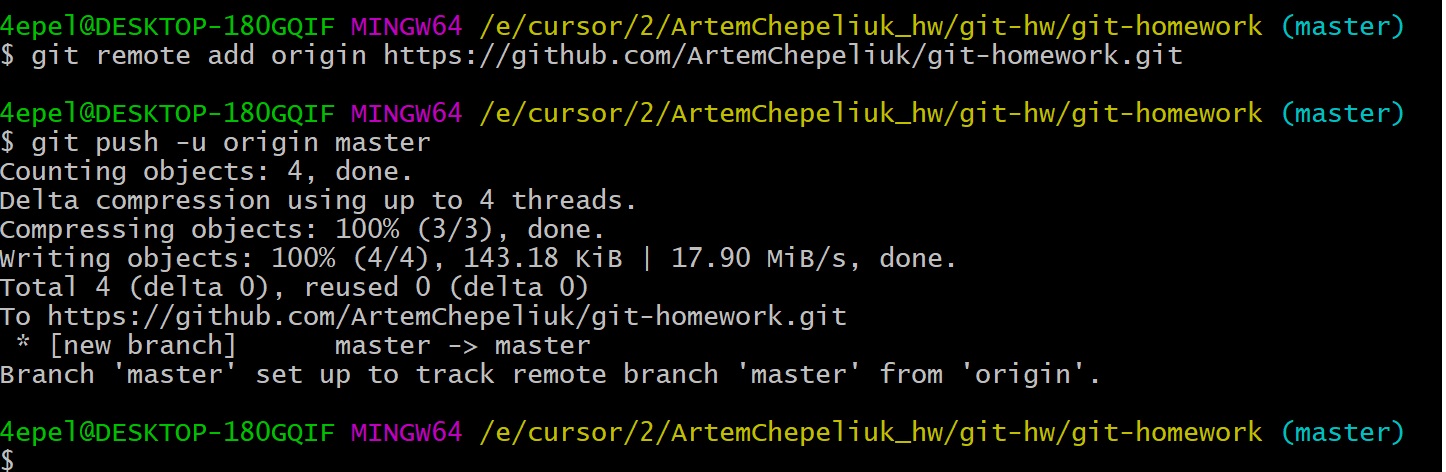 4epel@DESKTOP-180GQIF MINGW64 /e/cursor/2/ArtemChepeliuk_hw/git-hw/git-homework (master)
$ git remote add origin https://github.com/ArtemChepeliuk/git-homework.git
4epel@DESKTOP-180GQIF MINGW64 /e/cursor/2/ArtemChepeliuk_hw/git-hw/git-homework (master)
$ git push -u origin master
Counting objects: 4, done.
Delta compression using up to 4 threads.
Compressing objects: 100% (3/3), done.
Writing objects: 100% (4/4), 143.18 KiB | 17.90 MiB/s, done.
Total 4 (delta 0), reused 0 (delta 0)
To https://github.com/ArtemChepeliuk/git-homework.git
 * [new branch]      master -> master
Branch 'master' set up to track remote branch 'master' from 'origin'.
4epel@DESKTOP-180GQIF MINGW64 /e/cursor/2/ArtemChepeliuk_hw/git-hw/git-homework (master)
$